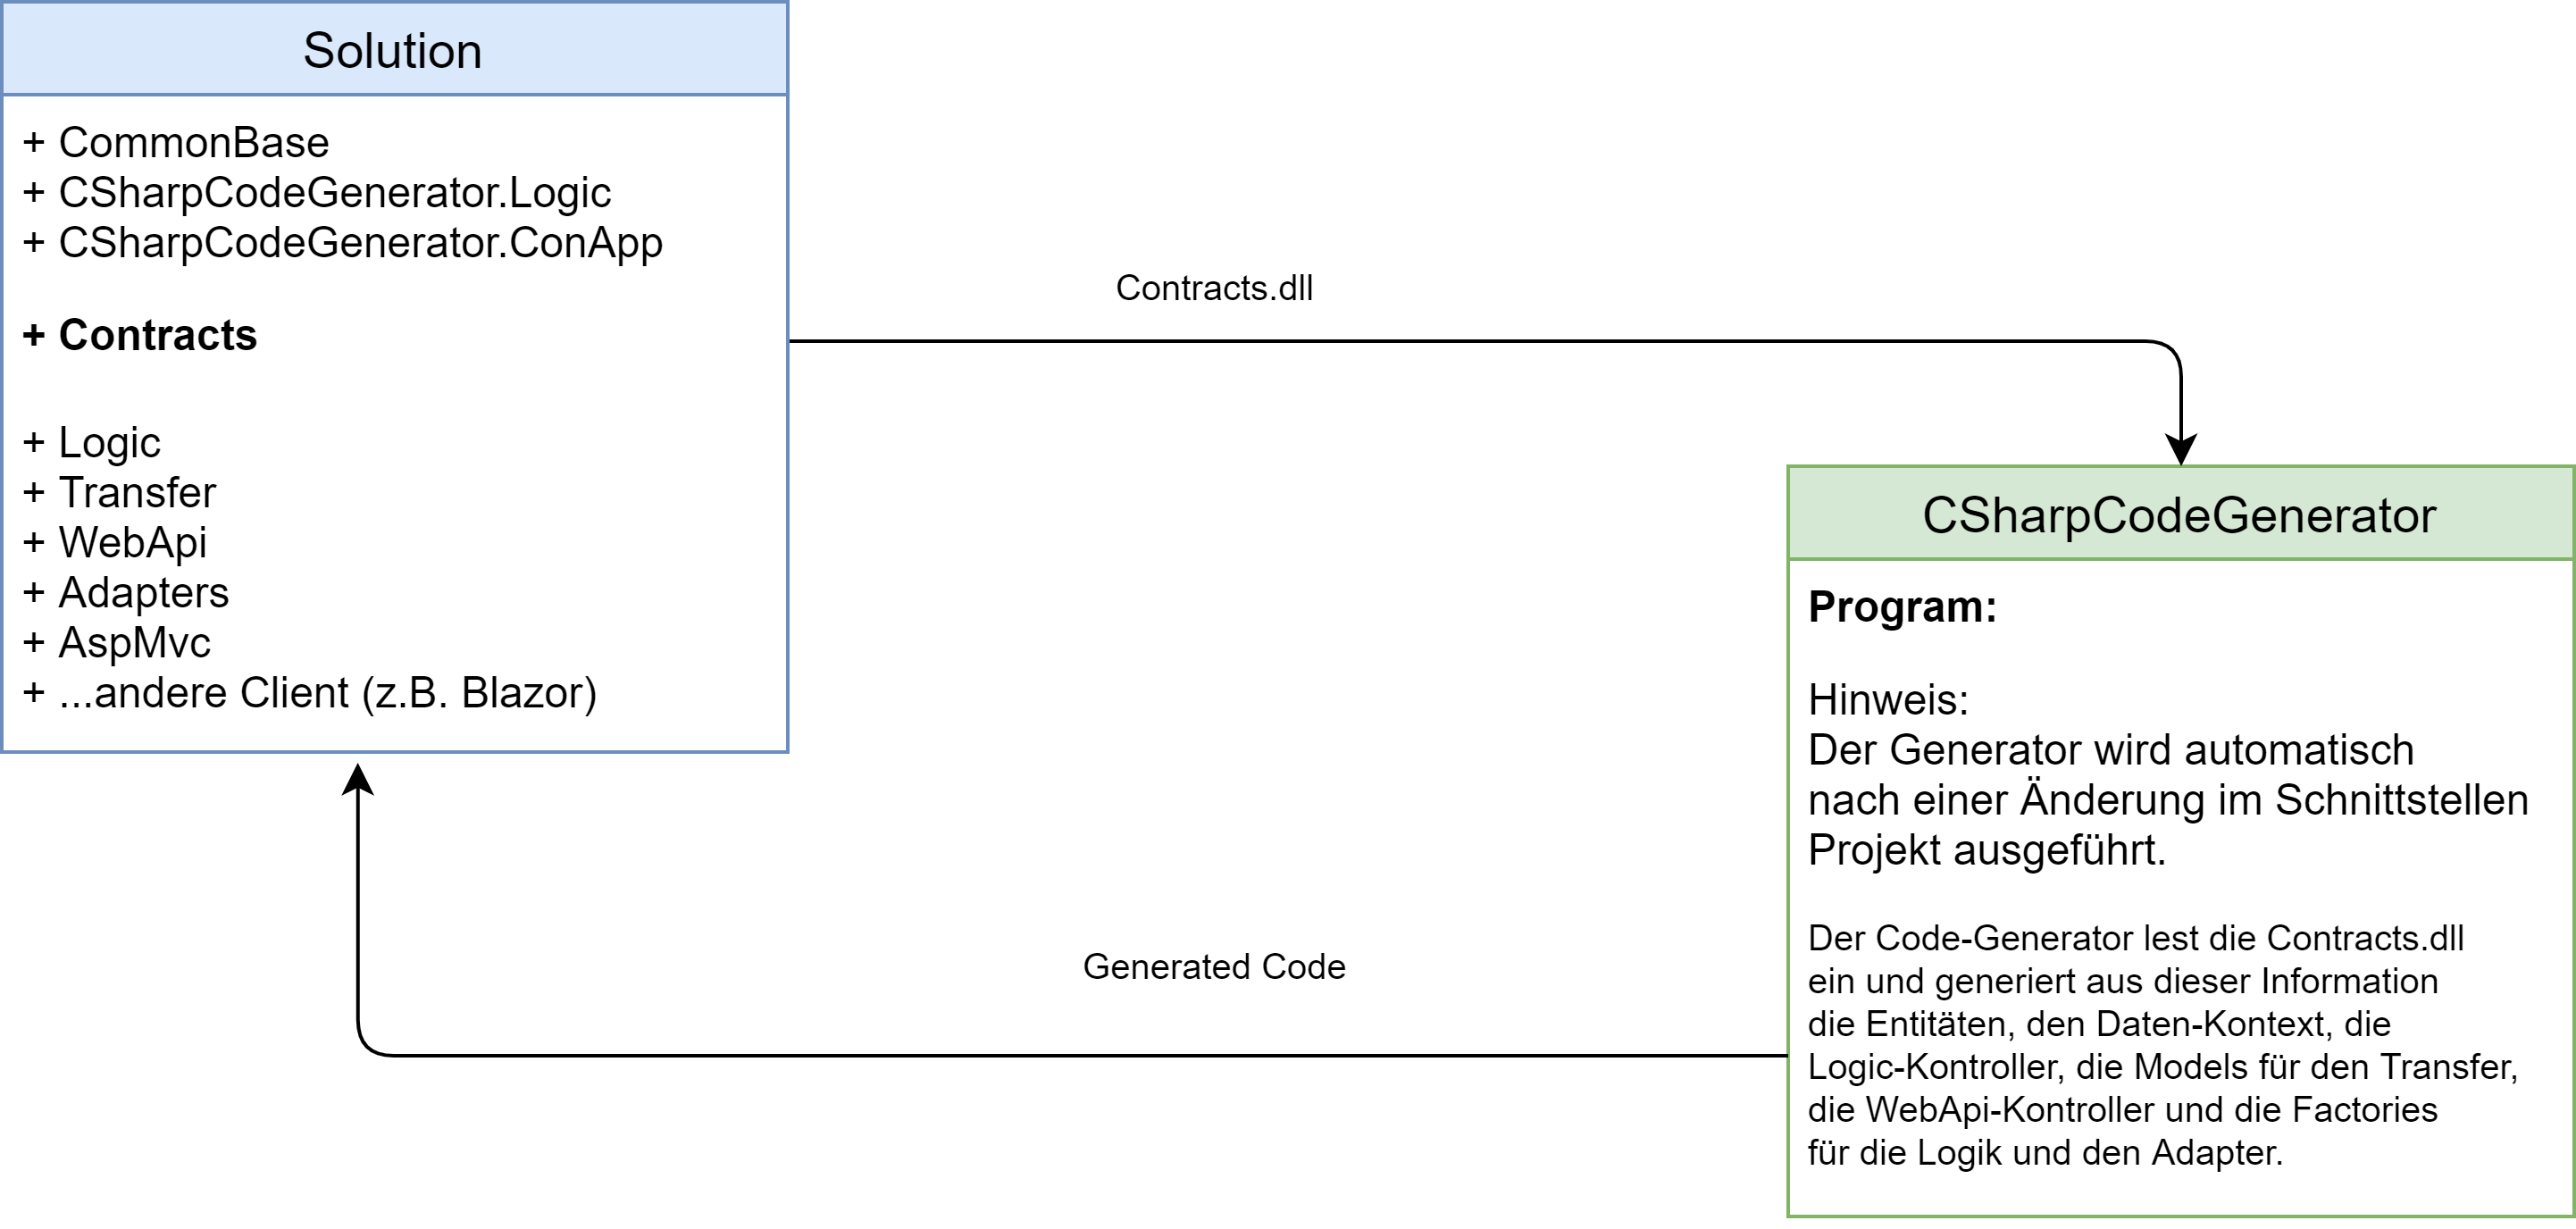 Solution
+ CommonBase
+ CSharpCodeGenerator.Logic
+ CSharpCodeGenerator.ConApp
+ Contracts
+ Logic
+ Transfer
+ WebApi
+ Adapters
+ AspMvc
+ ...andere Client (z.B. Blazor)
Contracts.dll
CSharpCodeGenerator
Program:
Hinweis:
Der Generator wird automatisch
nach einer Änderung im Schnittstellen
Projekt ausgeführt.
Der Code-Generator lest die Contracts.dll
ein und generiert aus dieser Information
die Entitäten, den Daten-Kontext, die
Logic-Kontroller, die Models für den Transfer,
die WebApi-Kontroller und die Factories
für die Logik und den Adapter.
Generated Code